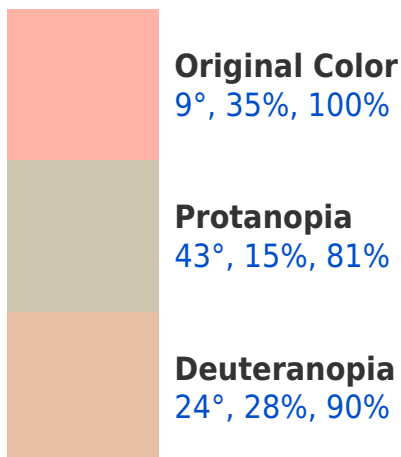 Original Color
9°, 35%, 100%
Protanopia
43°, 15%, 81%
Deuteranopia
24°, 28%, 90%